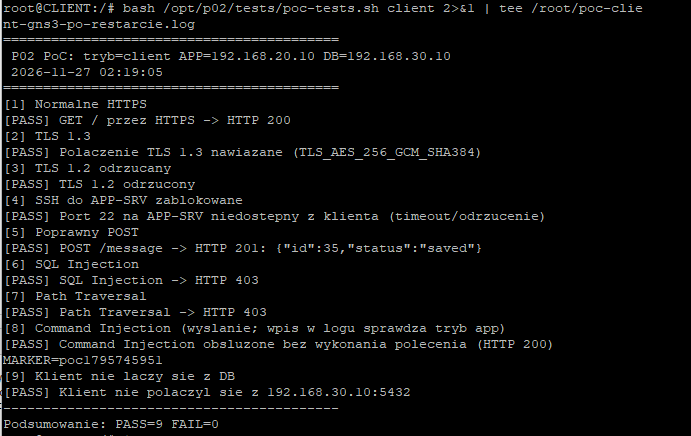 root@CLIENT:/# bash /opt/p02/tests/poc-tests.sh client 2>&1 | tee /root/poc-clie
nt-gns3-po-restarcie.log
==========================================
 P02 PoC: tryb=client APP=192.168.20.10 DB=192.168.30.10
 2026-11-27 02:19:05
==========================================
[1] Normalne HTTPS
[PASS] GET / przez HTTPS -> HTTP 200
[2] TLS 1.3
[PASS] Polaczenie TLS 1.3 nawiazane (TLS_AES_256_GCM_SHA384)
[3] TLS 1.2 odrzucany
[PASS] TLS 1.2 odrzucony
[4] SSH do APP-SRV zablokowane
[PASS] Port 22 na APP-SRV niedostepny z klienta (timeout/odrzucenie)
[5] Poprawny POST
[PASS] POST /message -> HTTP 201: {"id":35,"status":"saved"}
[6] SQL Injection
[PASS] SQL Injection -> HTTP 403
[7] Path Traversal
[PASS] Path Traversal -> HTTP 403
[8] Command Injection (wyslanie; wpis w logu sprawdza tryb app)
[PASS] Command Injection obsluzone bez wykonania polecenia (HTTP 200)
MARKER=poc1795745951
[9] Klient nie laczy sie z DB
[PASS] Klient nie polaczyl sie z 192.168.30.10:5432
------------------------------------------
Podsumowanie: PASS=9 FAIL=0